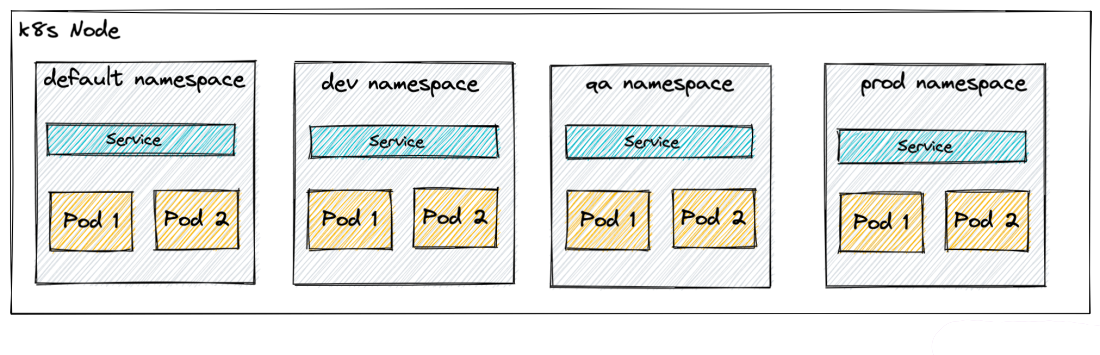 k8s Node
default namespace
Service
Pod 1
Pod 2
dev namespace
Service
Pod 1
Pod 2
qa namespace
Service
Pod 1
Pod 2
prod namespace
Service
Pod 1
Pod 2